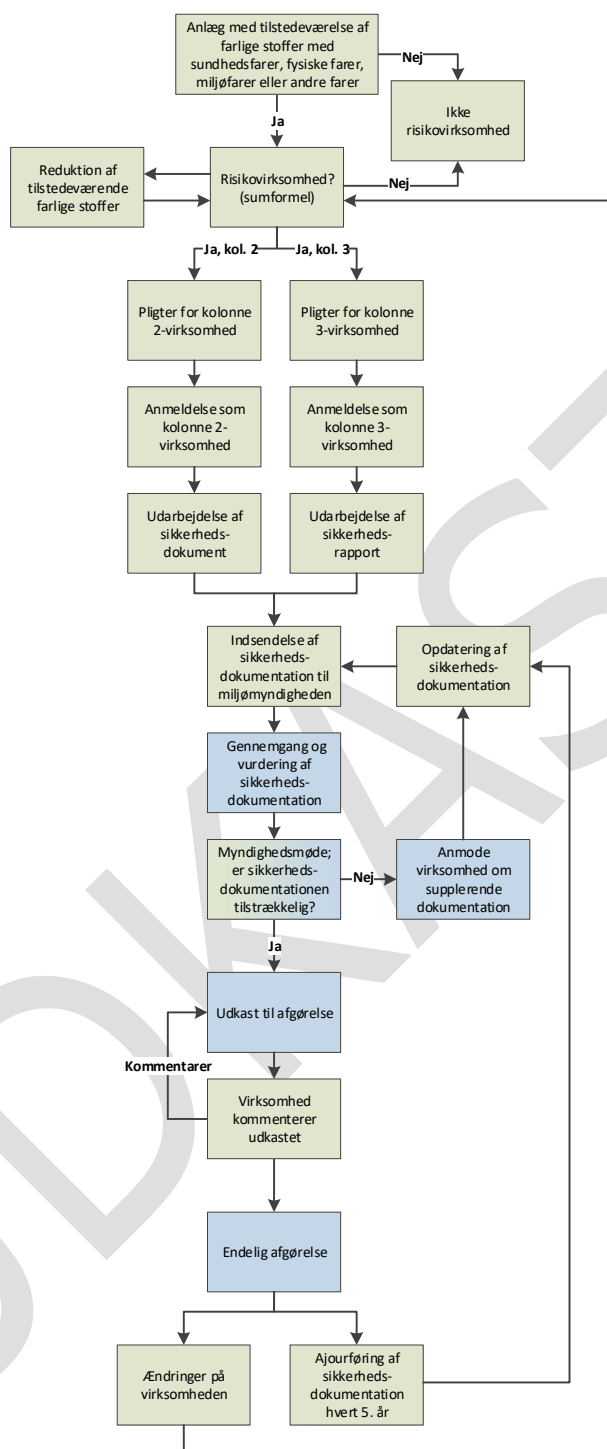 Anlæg med tilstedeværelse af
farlige stoffer med
sundhedsfarer, fysiske farer,
miljøfarer eller andre farer
Nej
Ikke
risikovirksomhed
Ja
Reduktion af
tilstedeværende
farlige stoffer
Risikovirksomhed?
(sumformel)
Nej
Ja, kol. 2
Ja, kol. 3
Pligter for kolonne
2-virksomhed
Pligter for kolonne
3-virksomhed
Anmeldelse som
kolonne 2-
virksomhed
Anmeldelse som
kolonne 3-
virksomhed
Udarbejdelse af
sikkerheds-
dokument
Udarbejdelse af
sikkerheds-
rapport
Indsendelse af
sikkerheds-
dokumentation til
miljømyndigheden
Opdatering af
sikkerheds-
dokumentation
Gennemgang og
vurdering af
sikkerheds-
dokumentation
Myndighedsmøde;
er sikkerheds-
dokumentationen
tilstrækkelig?
Nej
Anmode
virksomhed om
supplerende
dokumentation
Ja
Udkast til afgørelse
Kommentarer
Virksomhed
kommenterer
udkastet
Endelig afgørelse
Ændringer på
virksomheden
Ajourføring af
sikkerheds-
dokumentation
hvert 5. år